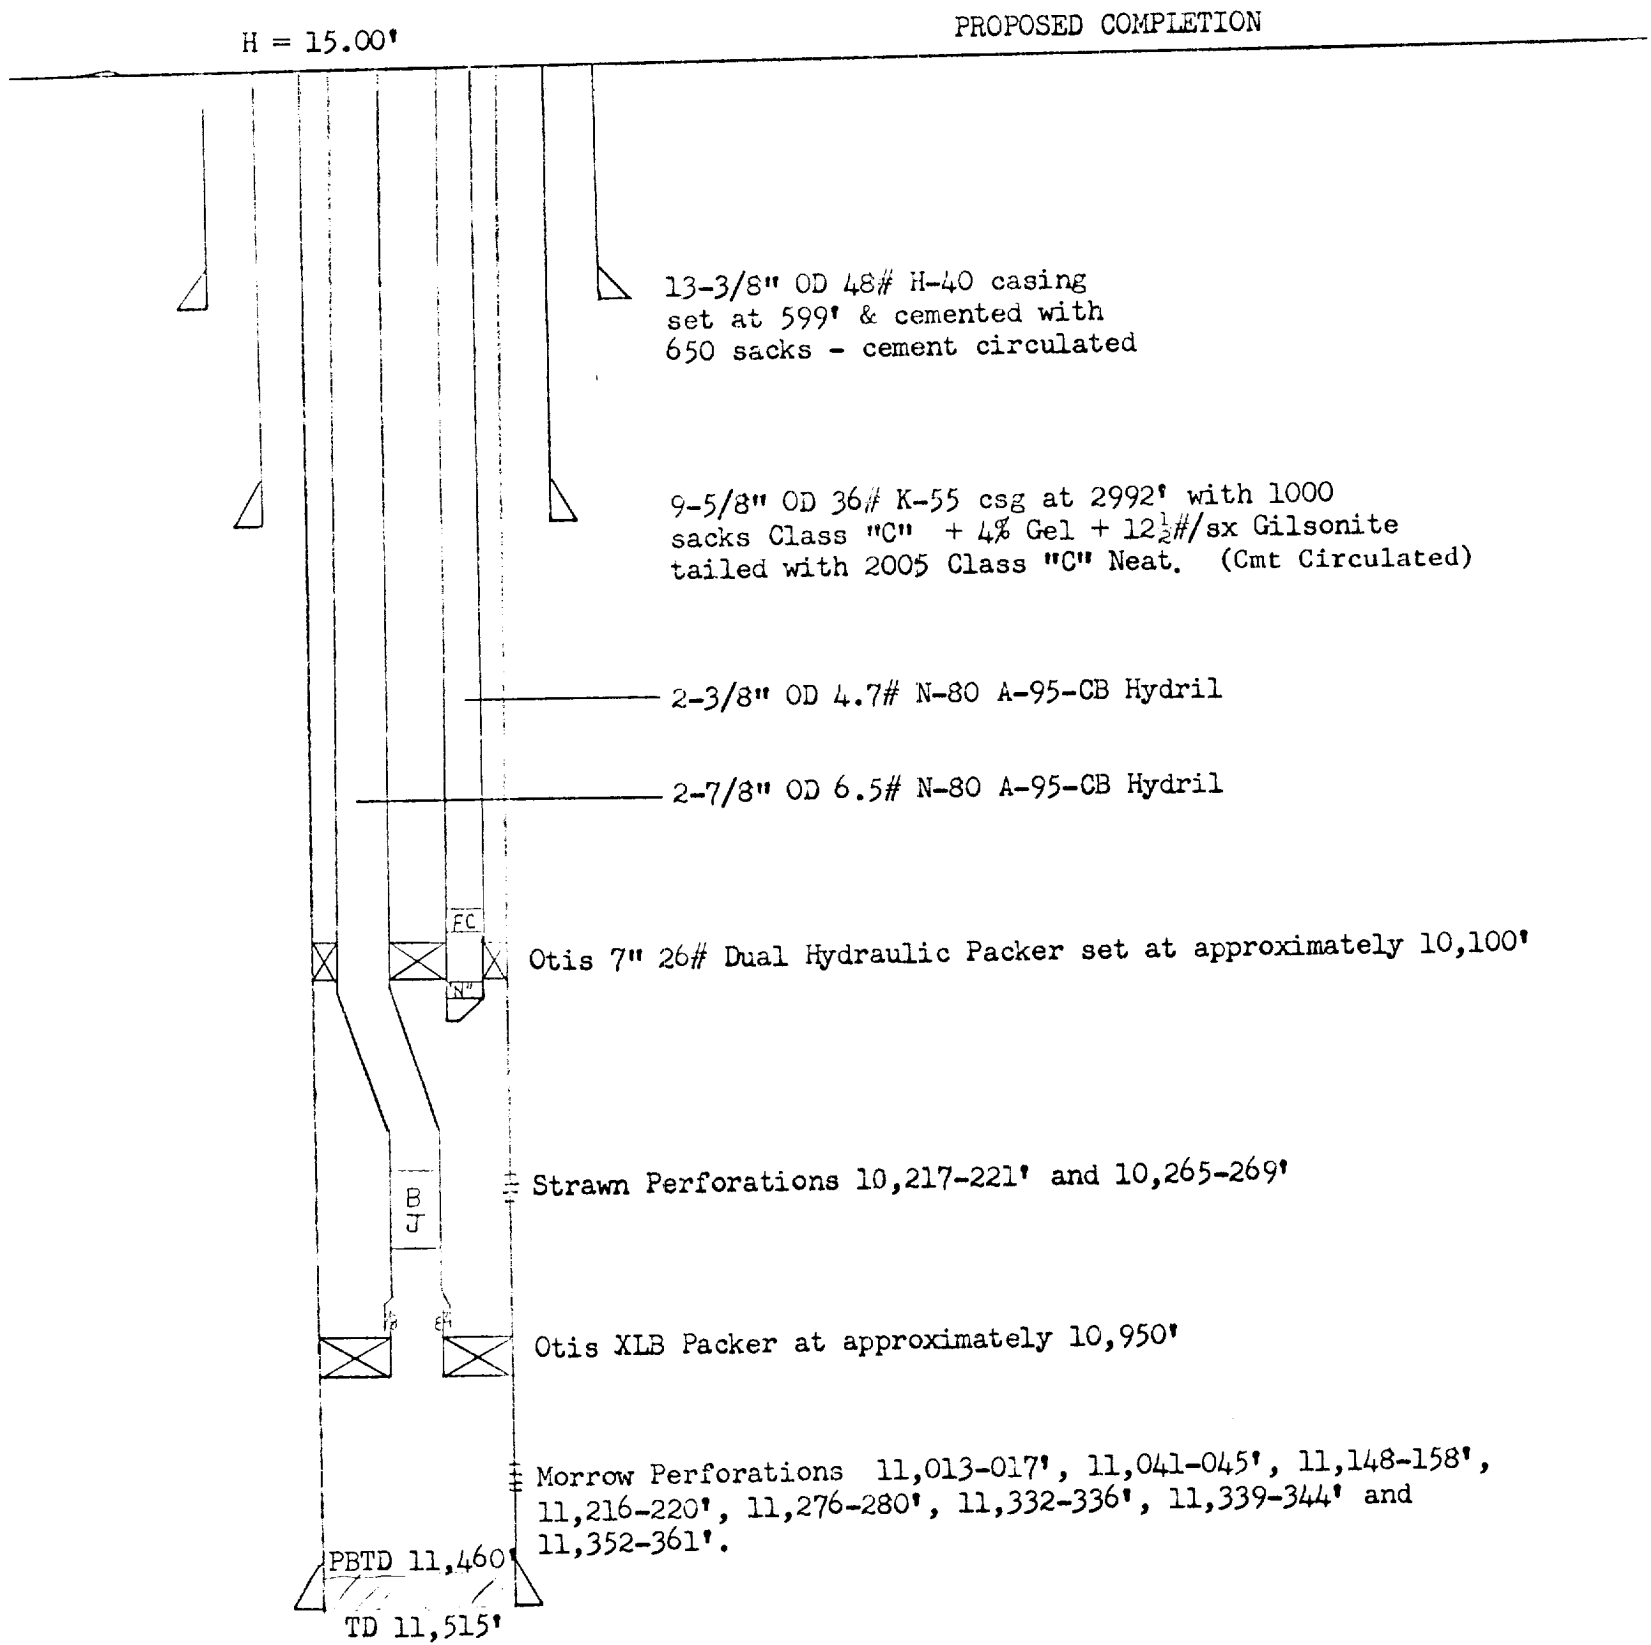 PROPOSED COMPLETION
H = 15.00'
13-3/8" OD 48# H-40 casing
set at 599' & cemented with
650 sacks - cement circulated
9-5/8" OD 36# K-55 csg at 2992' with 1000
sacks Class "C" + 4% Gel + 12½#/sx Gilsonite
tailed with 2005 Class "C" Neat. (Cmt Circulated)
2-3/8" OD 4.7# N-80 A-95-CB Hydril
2-7/8" OD 6.5# N-80 A-95-CB Hydril
FC
Otis 7" 26# Dual Hydraulic Packer set at approximately 10,100'
"N"
Strawn Perforations 10,217-221' and 10,265-269'
B
J
Otis XLB Packer at approximately 10,950'
Morrow Perforations 11,013-017', 11,041-045', 11,148-158',
11,216-220', 11,276-280', 11,332-336', 11,339-344' and
11,352-361'.
PBTD 11,460'
TD 11,515'